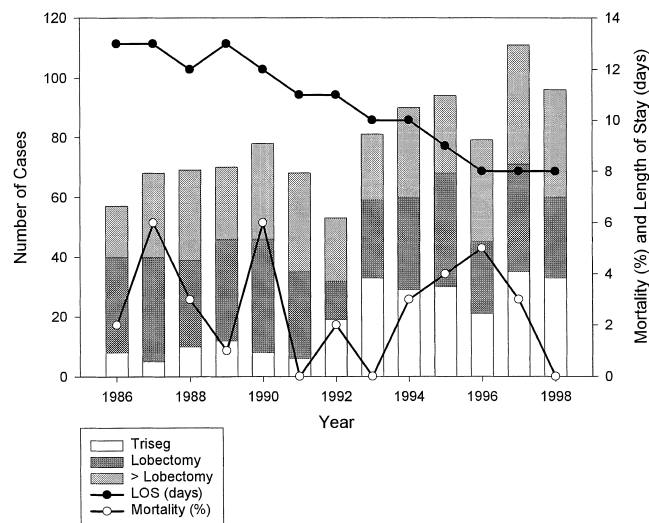 120
100
80
60
40
20
0
Number of Cases
14
12
10
8
6
4
2
0
Mortality (%) and Length of Stay (days)
1986 1988 1990 1992 1994 1996 1998
Year
Triseg
Lobectomy
> Lobectomy
LOS (days)
Mortality (%)